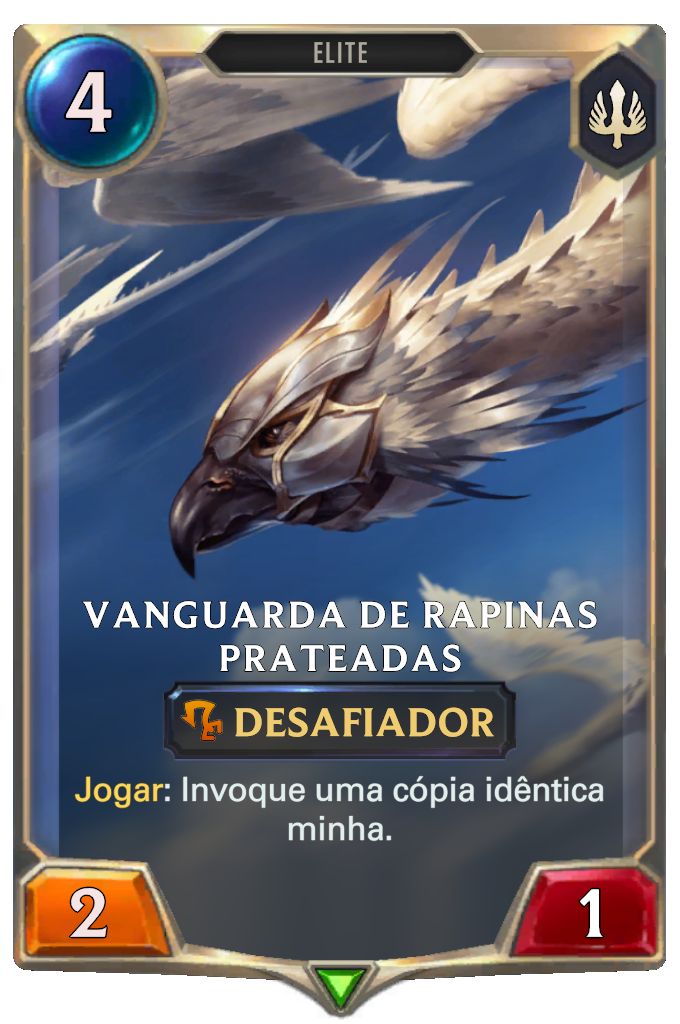 ELITE
4
VANGUARDA DE RAPINAS
PRATEADAS
DESAFIADOR
Jogar: Invoque uma cópia idêntica
minha.
2
1